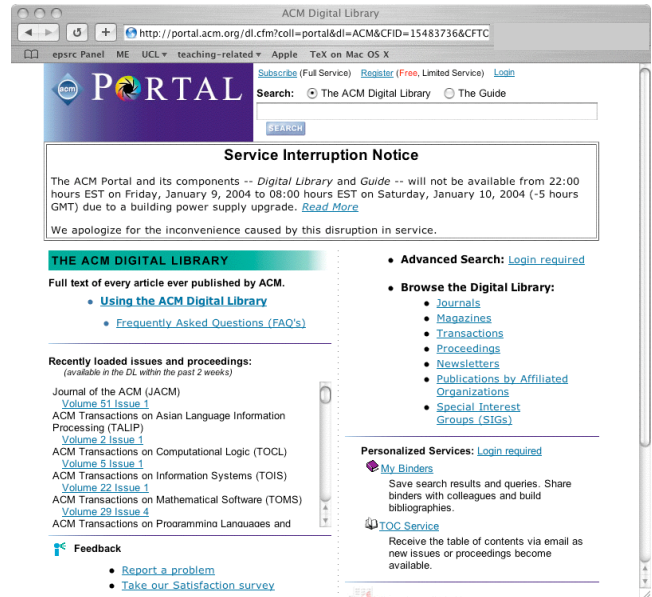 ACM Digital Library
http://portal.acm.org/dl.cfm?coll=portal&dl=ACM&CFID=15483736&CFTC
epsrc Panel ME UCL▾ teaching-related▾ Apple TeX on Mac OS X
acm PORTAL
Subscribe (Full Service) Register (Free, Limited Service) Login
Search: The ACM Digital Library The Guide
SEARCH
Service Interruption Notice
The ACM Portal and its components -- Digital Library and Guide -- will not be available from 22:00
hours EST on Friday, January 9, 2004 to 08:00 hours EST on Saturday, January 10, 2004 (-5 hours
GMT) due to a building power supply upgrade. Read More
We apologize for the inconvenience caused by this disruption in service.
THE ACM DIGITAL LIBRARY
Full text of every article ever published by ACM.
• Using the ACM Digital Library
• Frequently Asked Questions (FAQ's)
Recently loaded issues and proceedings:
(available in the DL within the past 2 weeks)
Journal of the ACM (JACM)
Volume 51 Issue 1
ACM Transactions on Asian Language Information
Processing (TALIP)
Volume 2 Issue 1
ACM Transactions on Computational Logic (TOCL)
Volume 5 Issue 1
ACM Transactions on Information Systems (TOIS)
Volume 22 Issue 1
ACM Transactions on Mathematical Software (TOMS)
Volume 29 Issue 4
ACM Transactions on Programming Languages and
Feedback
• Report a problem
• Take our Satisfaction survey
• Advanced Search: Login required
• Browse the Digital Library:
• Journals
• Magazines
• Transactions
• Proceedings
• Newsletters
• Publications by Affiliated
Organizations
• Special Interest
Groups (SIGs)
Personalized Services: Login required
My Binders
Save search results and queries. Share
binders with colleagues and build
bibliographies.
TOC Service
Receive the table of contents via email as
new issues or proceedings become
available.